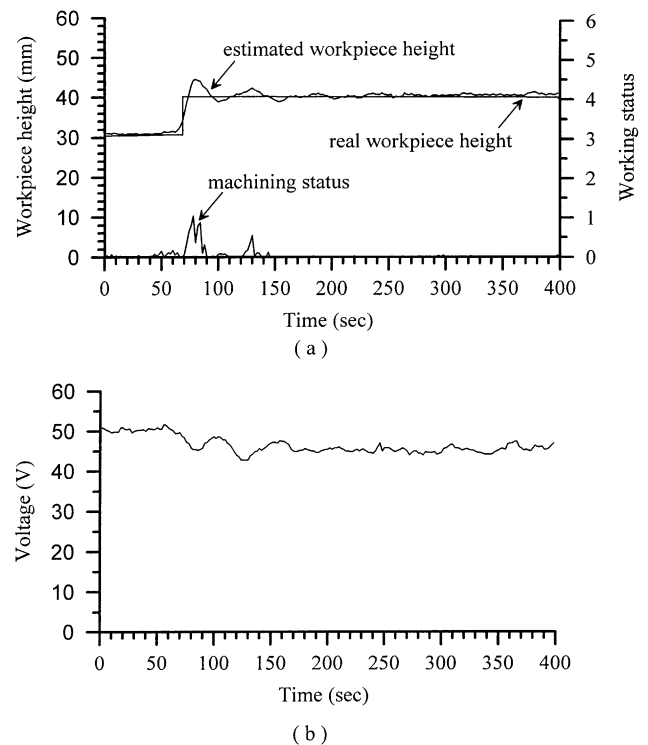 60
50
40
30
20
10
0
Workpiece height (mm)
6
5
4
3
2
1
0
Working status
estimated workpiece height
real workpiece height
machining status
0 50 100 150 200 250 300 350 400
Time (sec)
( a )
60
50
40
30
20
10
0
Voltage (V)
0 50 100 150 200 250 300 350 400
Time (sec)
( b )